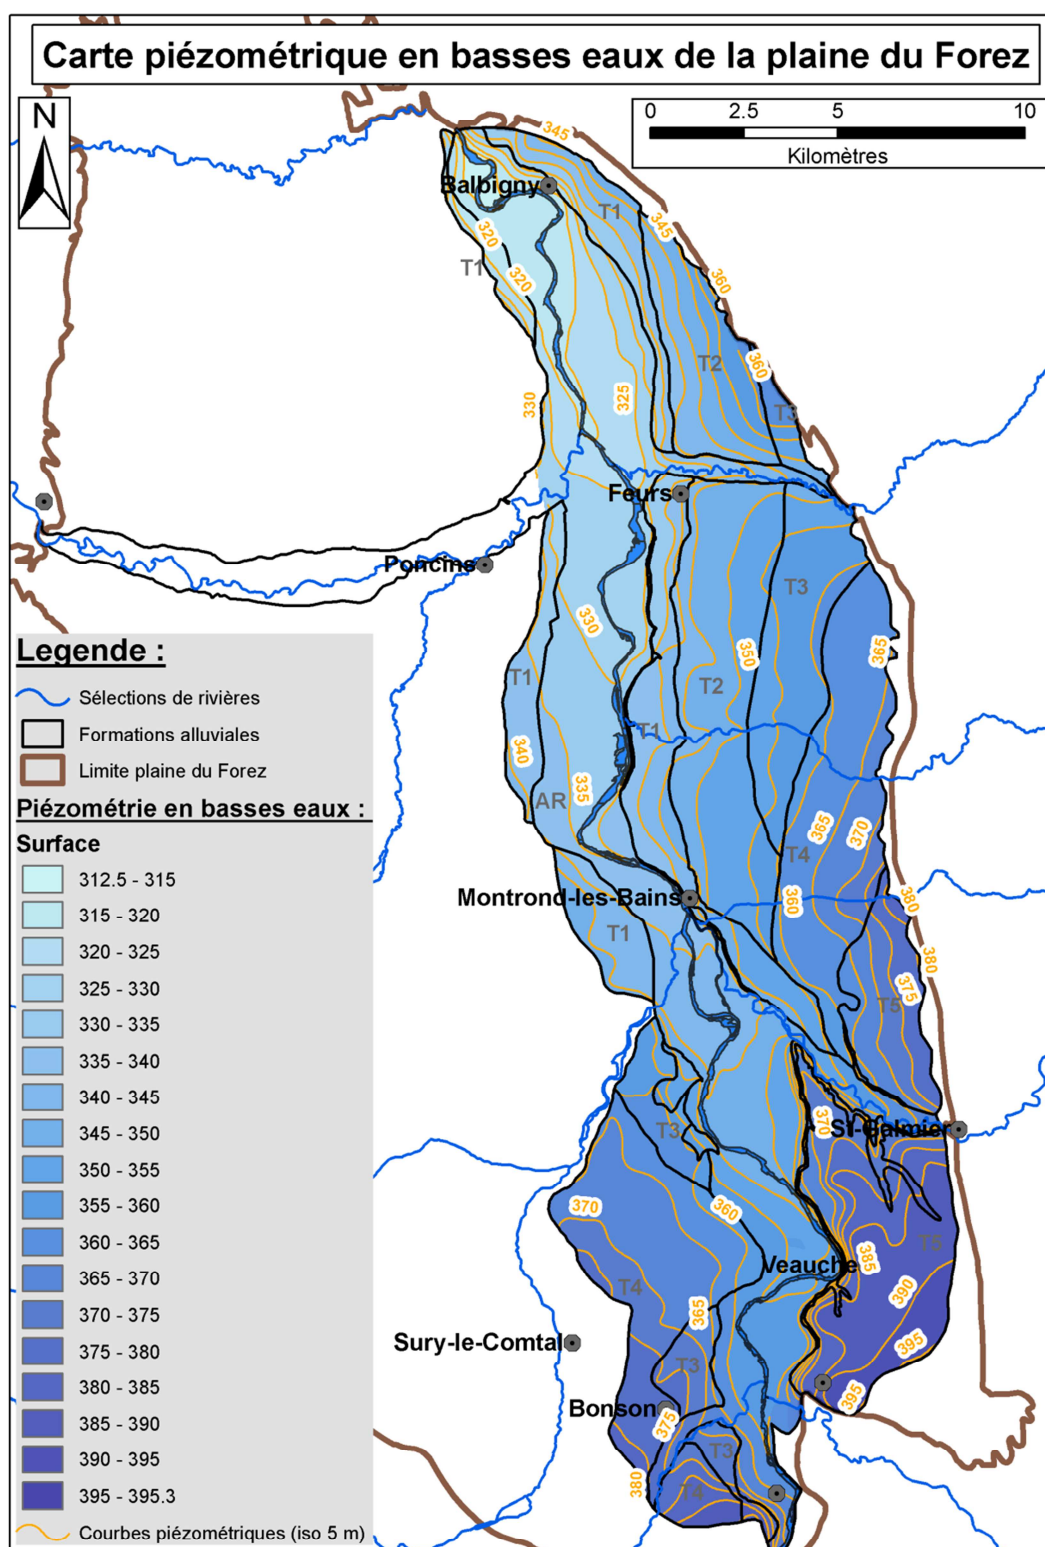 Carte piézométrique en basses eaux de la plaine du Forez
N
0 2.5 5 10
Kilomètres
345
Balbigny
T1
345
320
T1
320
360
T2
360
T3
330
325
Feurs
Poncins
T3
330
350
365
T1
T2
T1
340
AR
335
365
370
T4
Montrond-les-Bains
360
380
T1
380
375
T5
370
St-Galmier
T3
370
360
T5
385
Veauche
390
T4
365
395
Sury-le-Comtal
T3
395
Bonson
375
T3
380
T4
Legende :
Sélections de rivières
Formations alluviales
Limite plaine du Forez
Piézométrie en basses eaux :
Surface
312.5 - 315
315 - 320
320 - 325
325 - 330
330 - 335
335 - 340
340 - 345
345 - 350
350 - 355
355 - 360
360 - 365
365 - 370
370 - 375
375 - 380
380 - 385
385 - 390
390 - 395
395 - 395.3
Courbes piézométriques (iso 5 m)